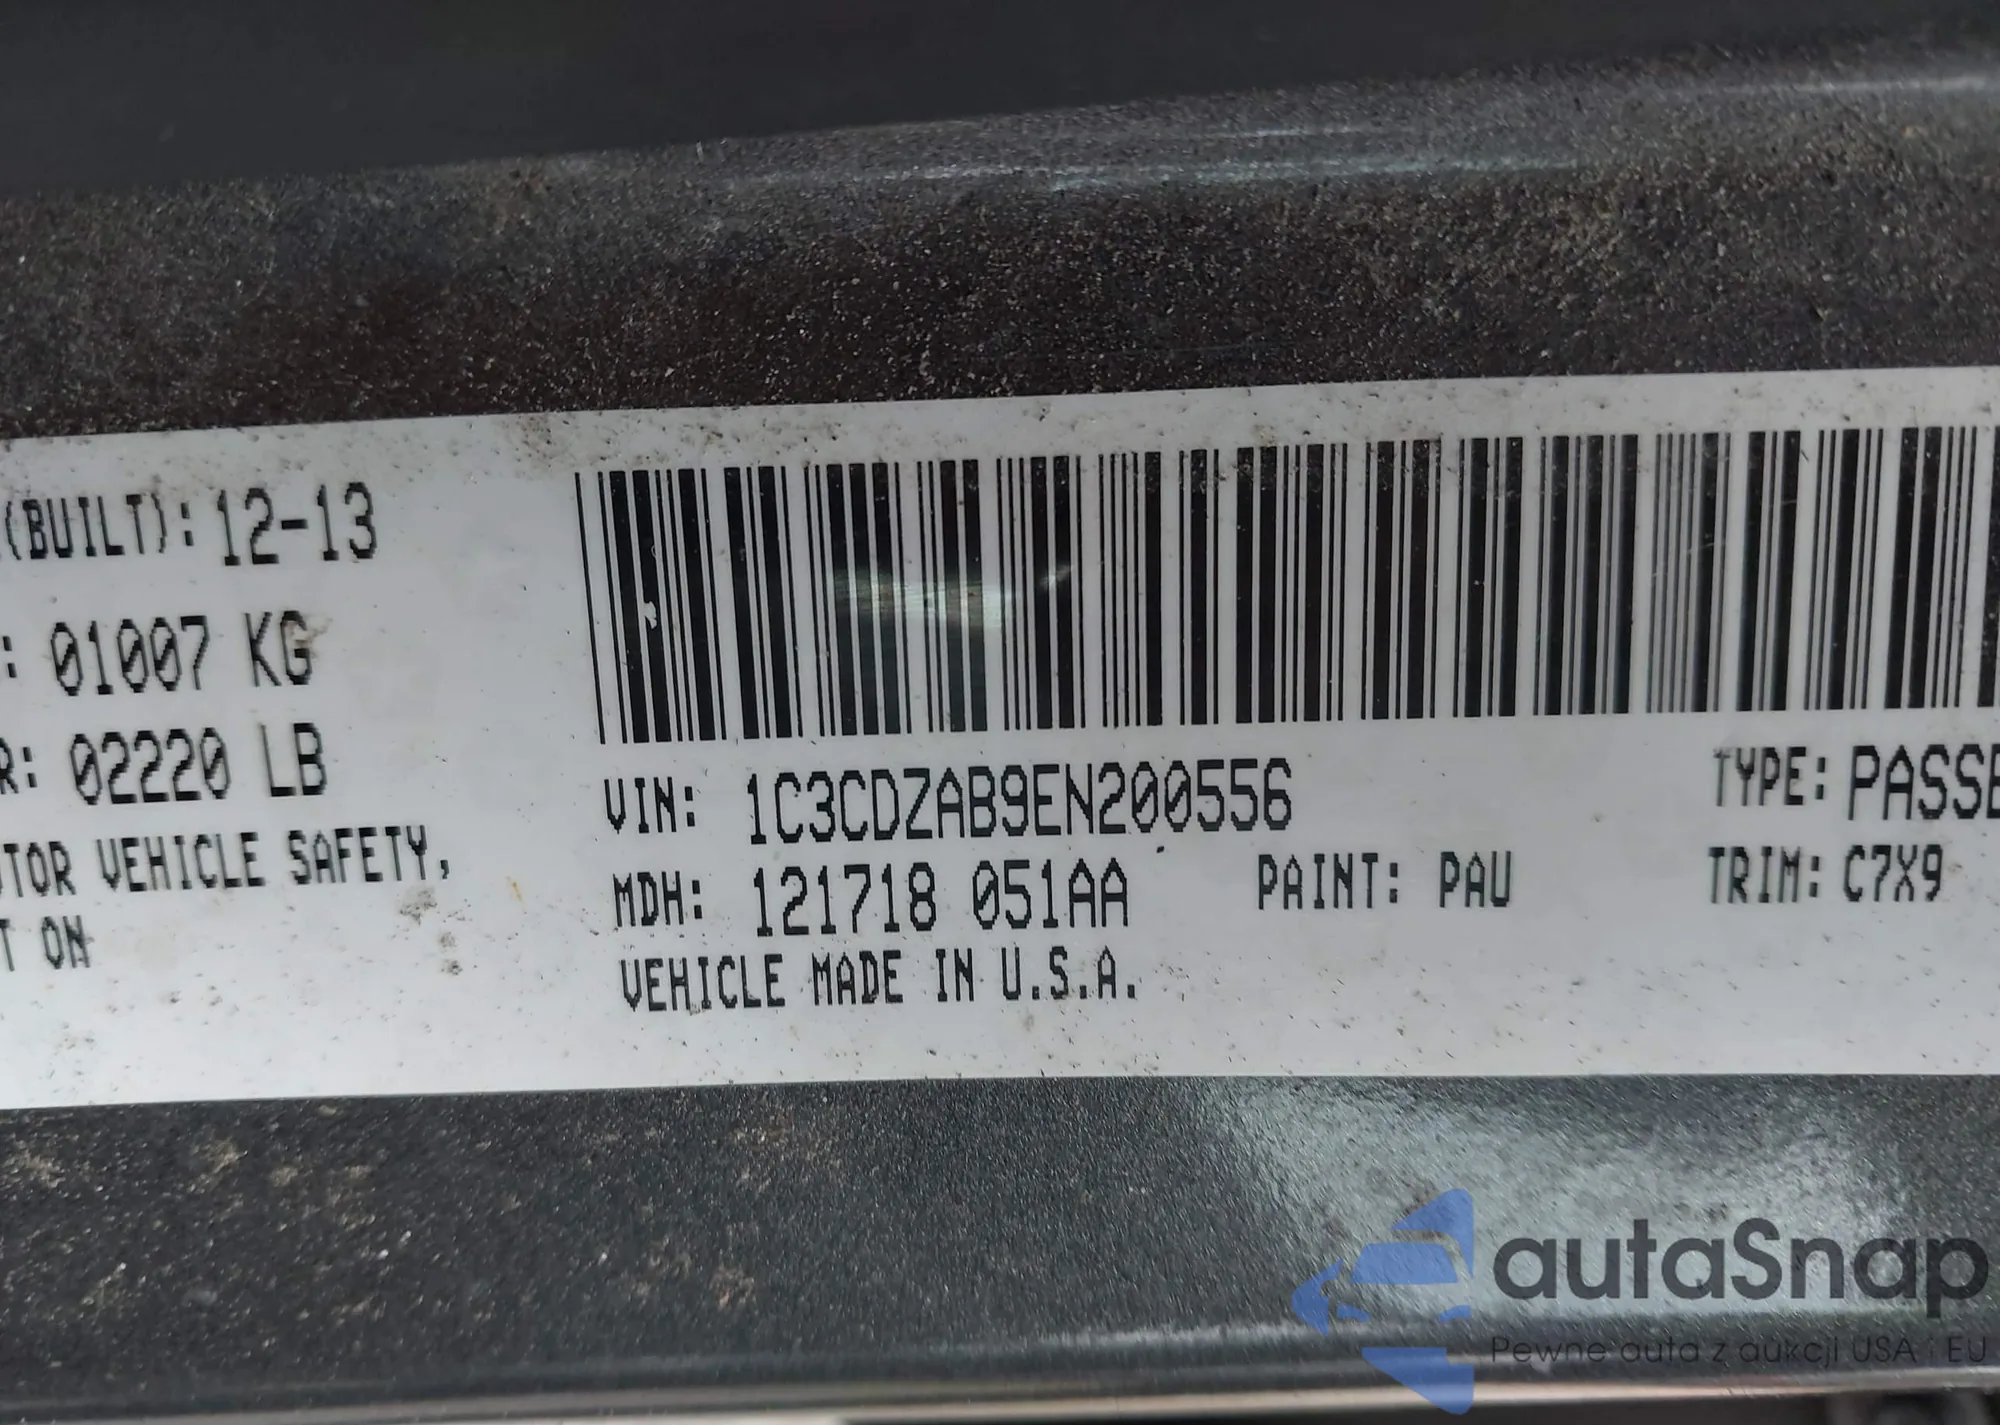 (BUILT): 12-13
: 01007 KG
R: 02220 LB
TOR VEHICLE SAFETY,
T ON
VIN: 1C3CDZAB9EN200556
TYPE: PASSE
MDH: 121718 051AA
PAINT: PAU
TRIM: C7X9
VEHICLE MADE IN U.S.A.
autaSnap
Pewne auta z aukcji USA i EU